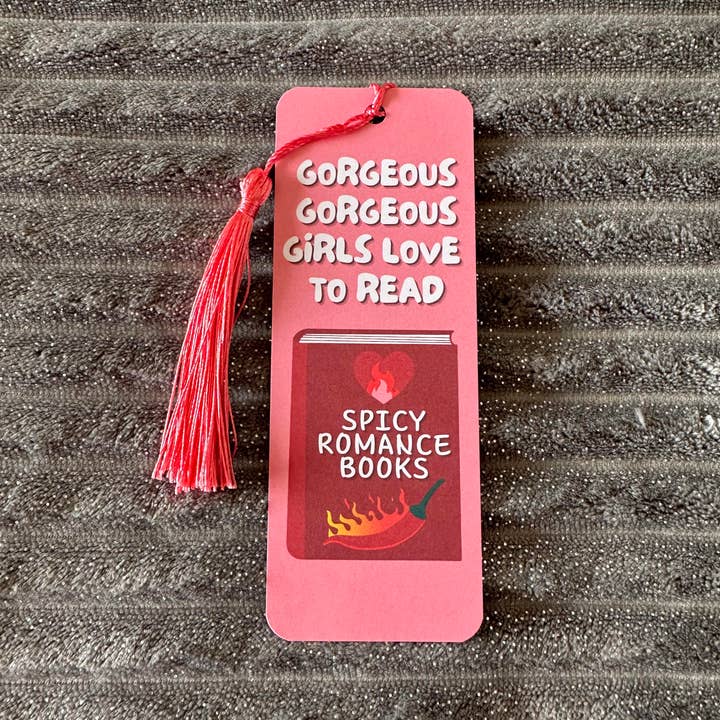 GORGEOUS
GORGEOUS
GiRLS LOVE
TO READ
SPICY
ROMANCE
BOOKS